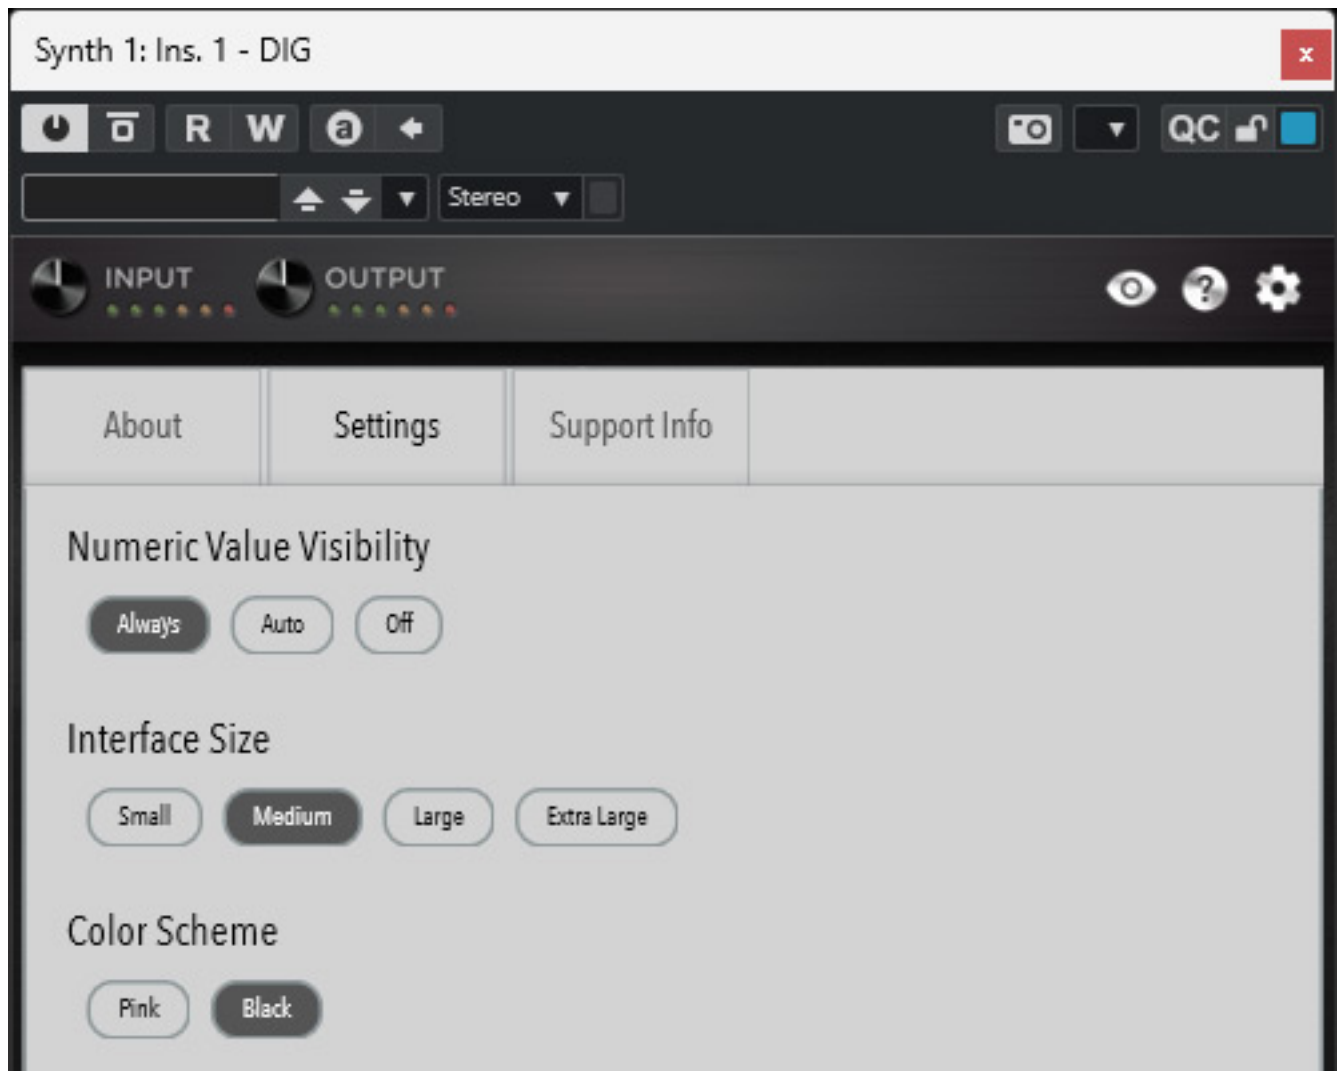 Synth 1: Ins. 1 - DIG
x
R W a QC
Stereo
INPUT OUTPUT ?
About Settings Support Info
Numeric Value Visibility
Always Auto Off
Interface Size
Small Medium Large Extra Large
Color Scheme
Pink Black